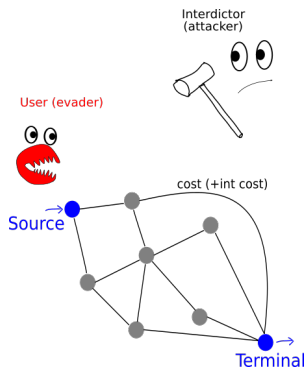 Interdictor
(attacker)
User (evader)
cost (+int cost)
Source
Terminal